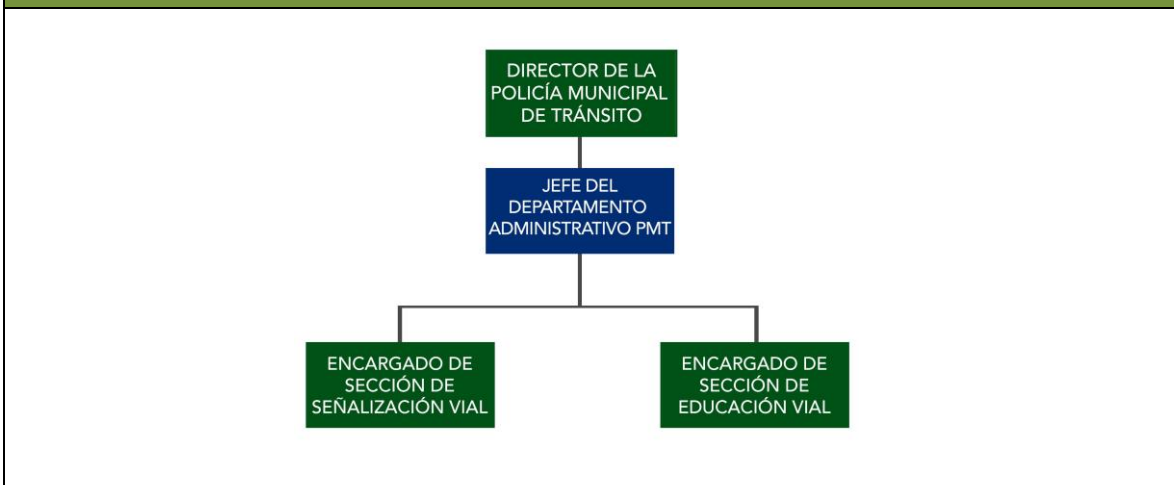 DIRECTOR DE LA
POLICÍA MUNICIPAL
DE TRÁNSITO
JEFE DEL
DEPARTAMENTO
ADMINISTRATIVO PMT
ENCARGADO DE
SECCIÓN DE
SEÑALIZACIÓN VIAL
ENCARGADO DE
SECCIÓN DE
EDUCACIÓN VIAL